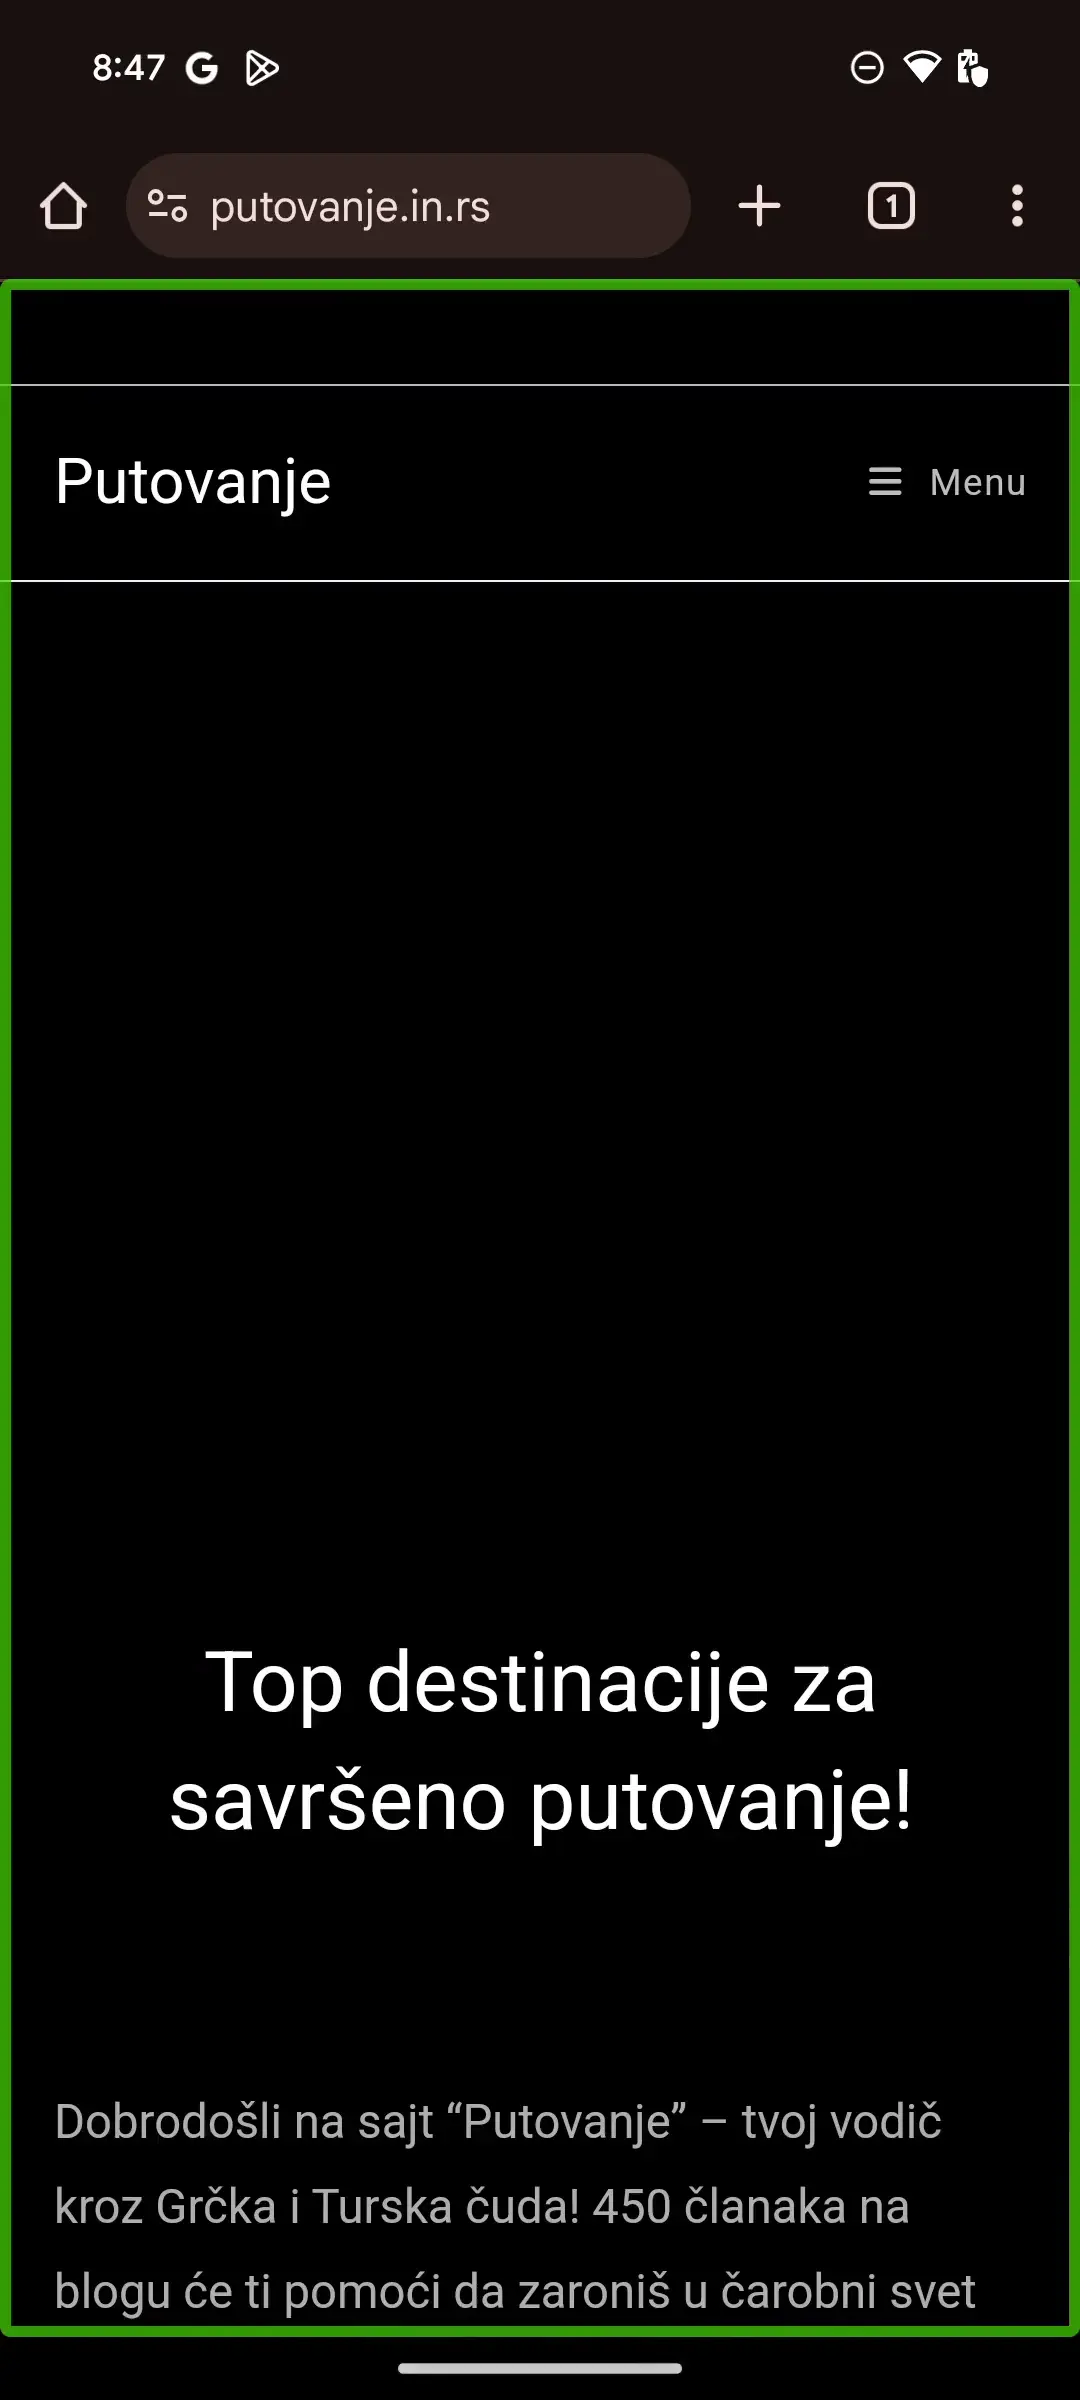 8:47
putovanje.in.rs
1
Putovanje
Menu
Top destinacije za
savršeno putovanje!
Dobrodošli na sajt “Putovanje” – tvoj vodič
kroz Grčka i Turska čuda! 450 članaka na
blogu će ti pomoći da zaroniš u čarobni svet